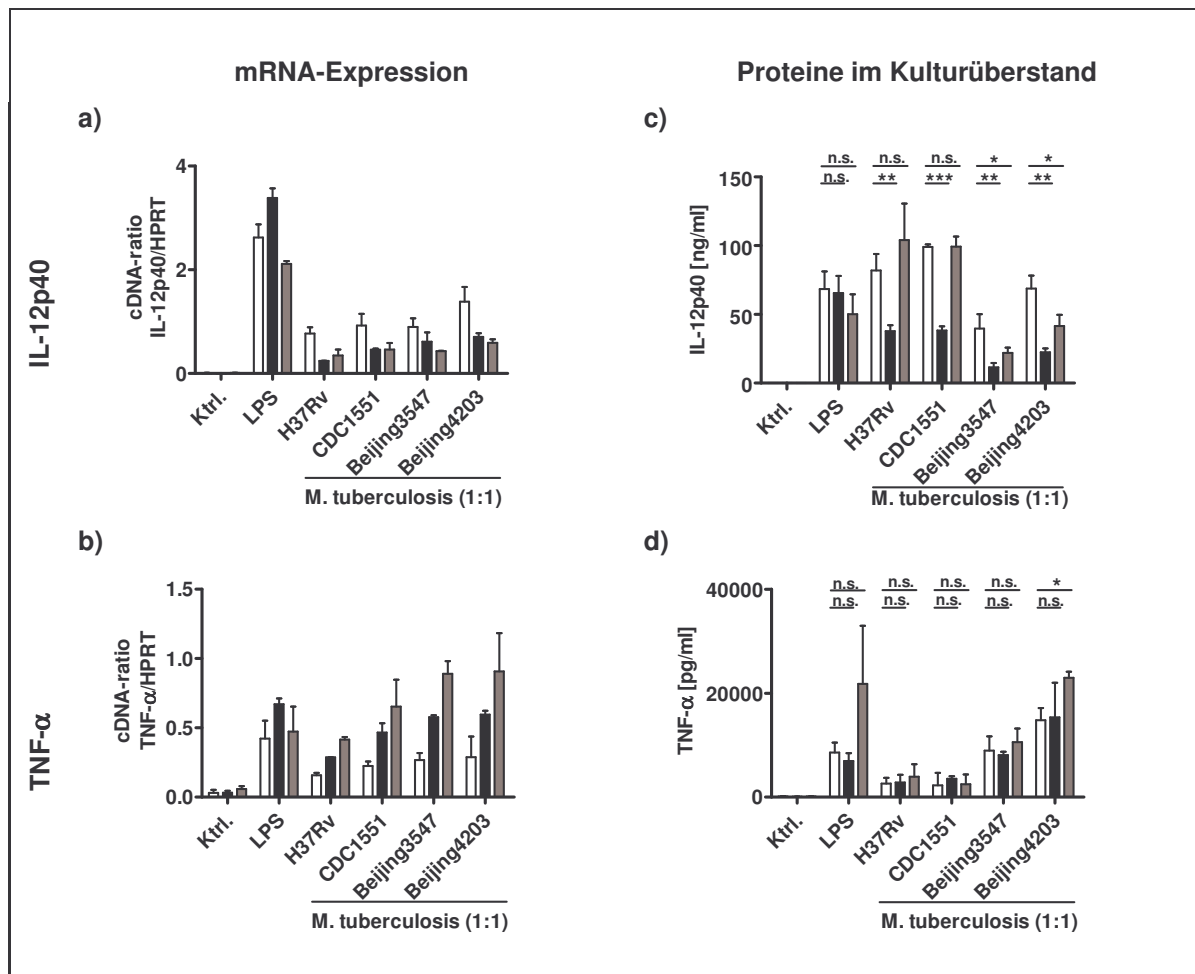 mRNA-Expression
Proteine im Kulturüberstand
IL-12p40
TNF-α
a)
4
2
0
cDNA-ratio
IL-12p40/HPRT
Ktrl.
LPS
H37Rv
CDC1551
Beijing3547
Beijing4203
M. tuberculosis (1:1)
c)
n.s. n.s. n.s. * *
n.s. ** *** ** **
150
100
50
0
IL-12p40 [ng/ml]
Ktrl.
LPS
H37Rv
CDC1551
Beijing3547
Beijing4203
M. tuberculosis (1:1)
b)
1.5
1.0
0.5
0.0
cDNA-ratio
TNF-α/HPRT
Ktrl.
LPS
H37Rv
CDC1551
Beijing3547
Beijing4203
M. tuberculosis (1:1)
d)
n.s. n.s. n.s. n.s. *
n.s. n.s. n.s. n.s. n.s.
40000
20000
0
TNF-α [pg/ml]
Ktrl.
LPS
H37Rv
CDC1551
Beijing3547
Beijing4203
M. tuberculosis (1:1)